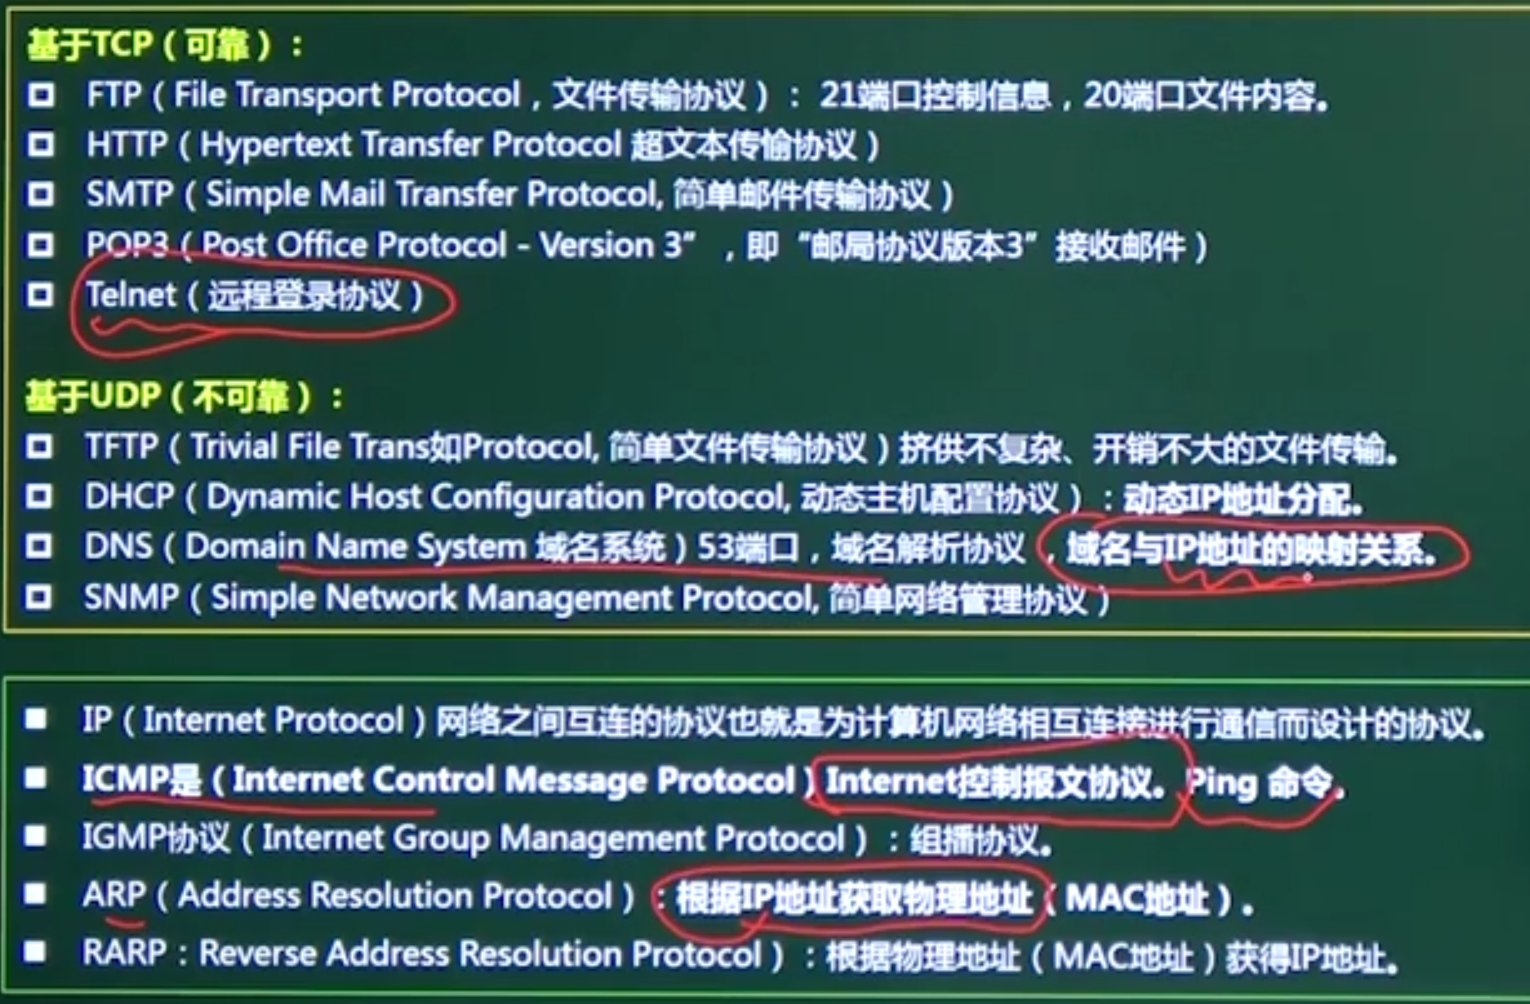 基于TCP（可靠）：
FTP（File Transport Protocol，文件传输协议）： 21端口控制信息，20端口文件内容。
HTTP（Hypertext Transfer Protocol 超文本传愉协议）
SMTP（Simple Mail Transfer Protocol, 简单邮件传输协议）
POP3（Post Office Protocol - Version 3”，即“邮局协议版本3”接收邮件）
Telnet（远程登录协议）
基于UDP（不可靠）：
TFTP（Trivial File Trans如Protocol, 简单文件传输协议）挤供不复杂、开销不大的文件传输。
DHCP（Dynamic Host Configuration Protocol, 动态主机配置协议）：动态IP地址分配。
DNS（Domain Name System 域名系统）53端口，域名解析协议，域名与IP地址的映射关系。
SNMP（Simple Network Management Protocol, 简单网络管理协议）
IP（Internet Protocol）网络之间互连的协议也就是为计算机网络相互连接进行通信而设计的协议。
ICMP是（Internet Control Message Protocol）Internet控制报文协议。Ping 命令。
IGMP协议（Internet Group Management Protocol）：组播协议。
ARP（Address Resolution Protocol）：根据IP地址获取物理地址（MAC地址）.
RARP：Reverse Address Resolution Protocol）：根据物理地址（MAC地址）获得IP地址。